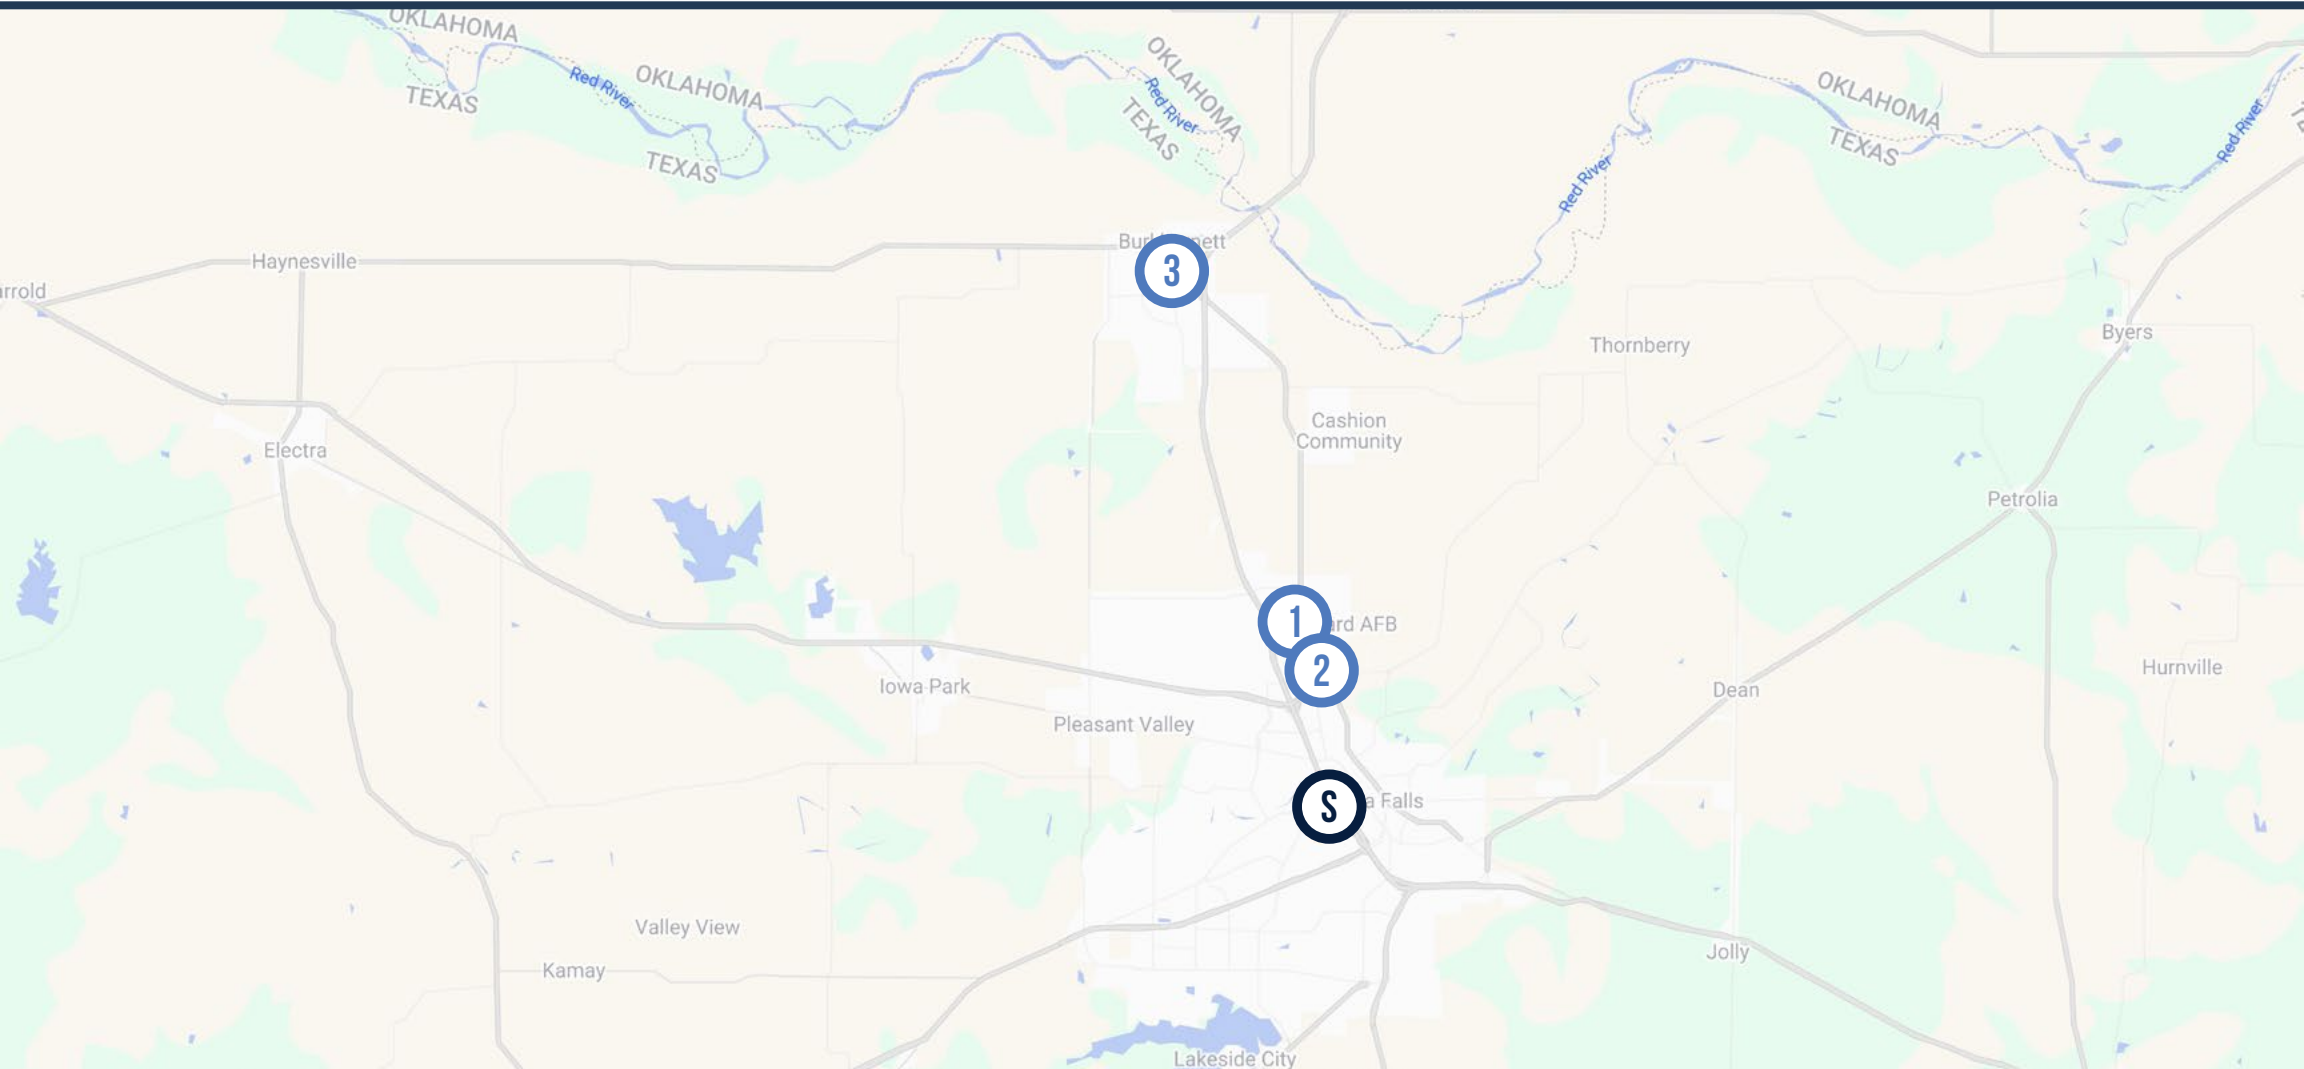 OKLAHOMA
TEXAS
Red River
OKLAHOMA
TEXAS
OKLAHOMA
Red River
TEXAS
OKLAHOMA
TEXAS
Red River
Red River
Haynesville
3
Thornberry
Byers
Cashion
Community
Electra
Petrolia
1
AFB
2
Iowa Park
Hurnville
Dean
Pleasant Valley
S
Falls
Valley View
Jolly
Kamay
Lakeside City